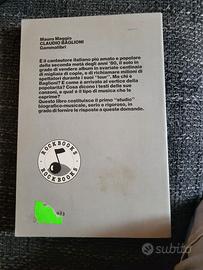 Mauro Maggio
CLAUDIO BAGLIONI
Gammalibri
E il cantautore italiano più amato e popolare
della seconda metà degli anni '80, il solo in
grado di vendere album in svariate centinaia
di migliaia di copie, e di richiamare milioni di
spettatori durante i suoi "tour". Ma chi è
Baglioni? E come è arrivato al vertice della
popolarità? Cosa dicono i testi delle sue
canzoni, e qual è il tipo di musica che le
esprime?
Questo libro costituisce il primo "studio"
biografico-musicale, serio e rigoroso, in
grado di fornire le risposte a queste domande.
ROCKBOOKS
ROCKBOOKS
subito